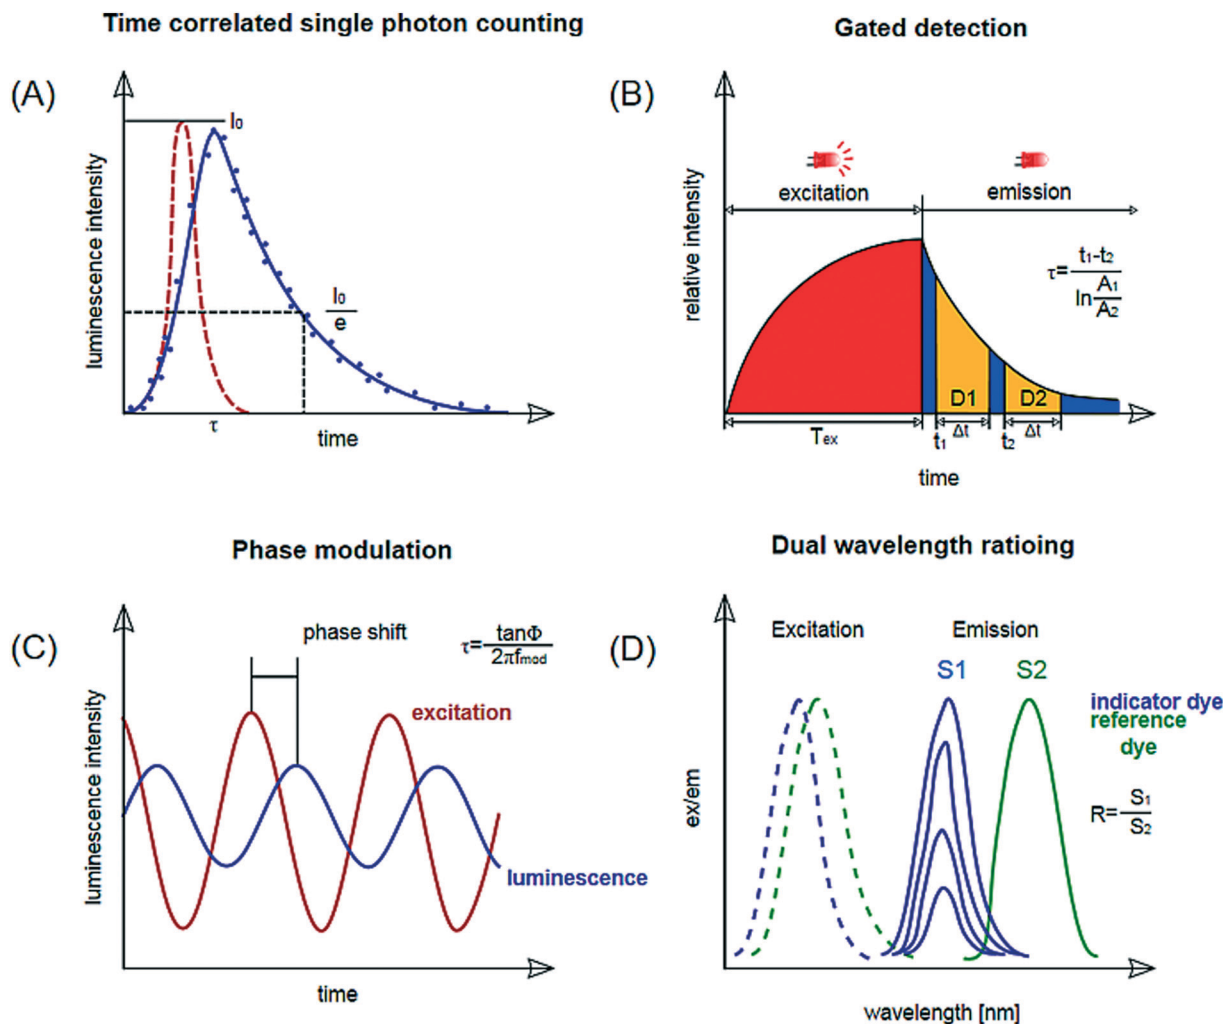 Time correlated single photon counting
(A)
luminescence intensity
I₀
I₀
e
τ
time
Gated detection
(B)
relative intensity
excitation
emission
τ=
t₁-t₂
ln
A₁
A₂
D1
D2
Tₑₓ
t₁
Δt
t₂
Δt
time
Phase modulation
(C)
luminescence intensity
phase shift
τ=
tanΦ
2πfmod
excitation
luminescence
time
Dual wavelength ratioing
(D)
ex/em
Excitation
Emission
S1
S2
indicator dye
reference
dye
R=
S₁
S₂
wavelength [nm]